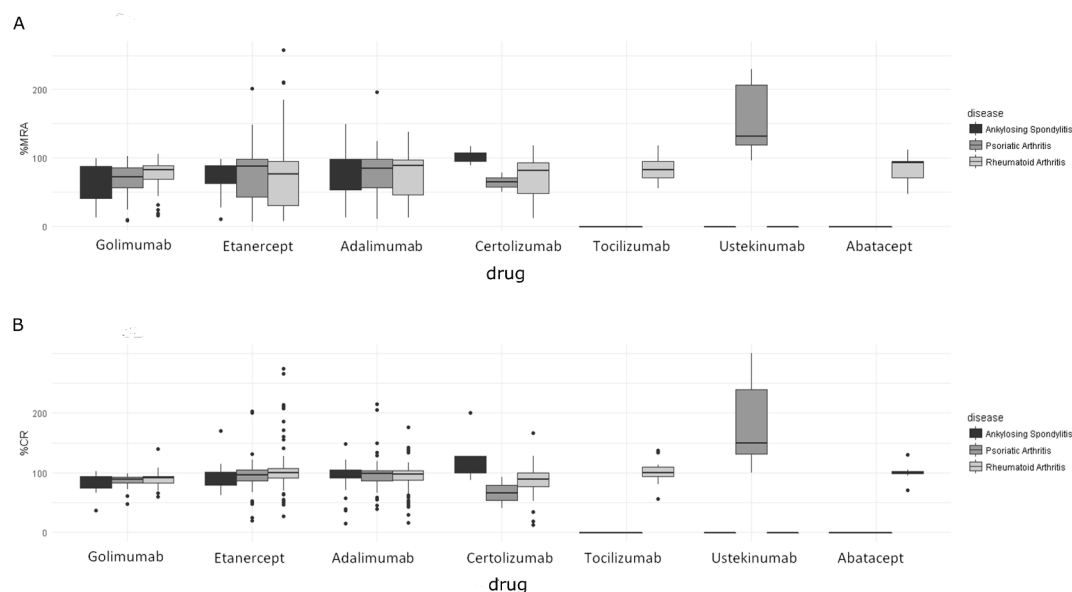 A
%MRA
200
100
0
Golimumab Etanercept Adalimumab Certolizumab Tocilizumab Ustekinumab Abatacept
drug
disease
Ankylosing Spondylitis
Psoriatic Arthritis
Rheumatoid Arthritis
B
%CR
200
100
0
Golimumab Etanercept Adalimumab Certolizumab Tocilizumab Ustekinumab Abatacept
drug
disease
Ankylosing Spondylitis
Psoriatic Arthritis
Rheumatoid Arthritis